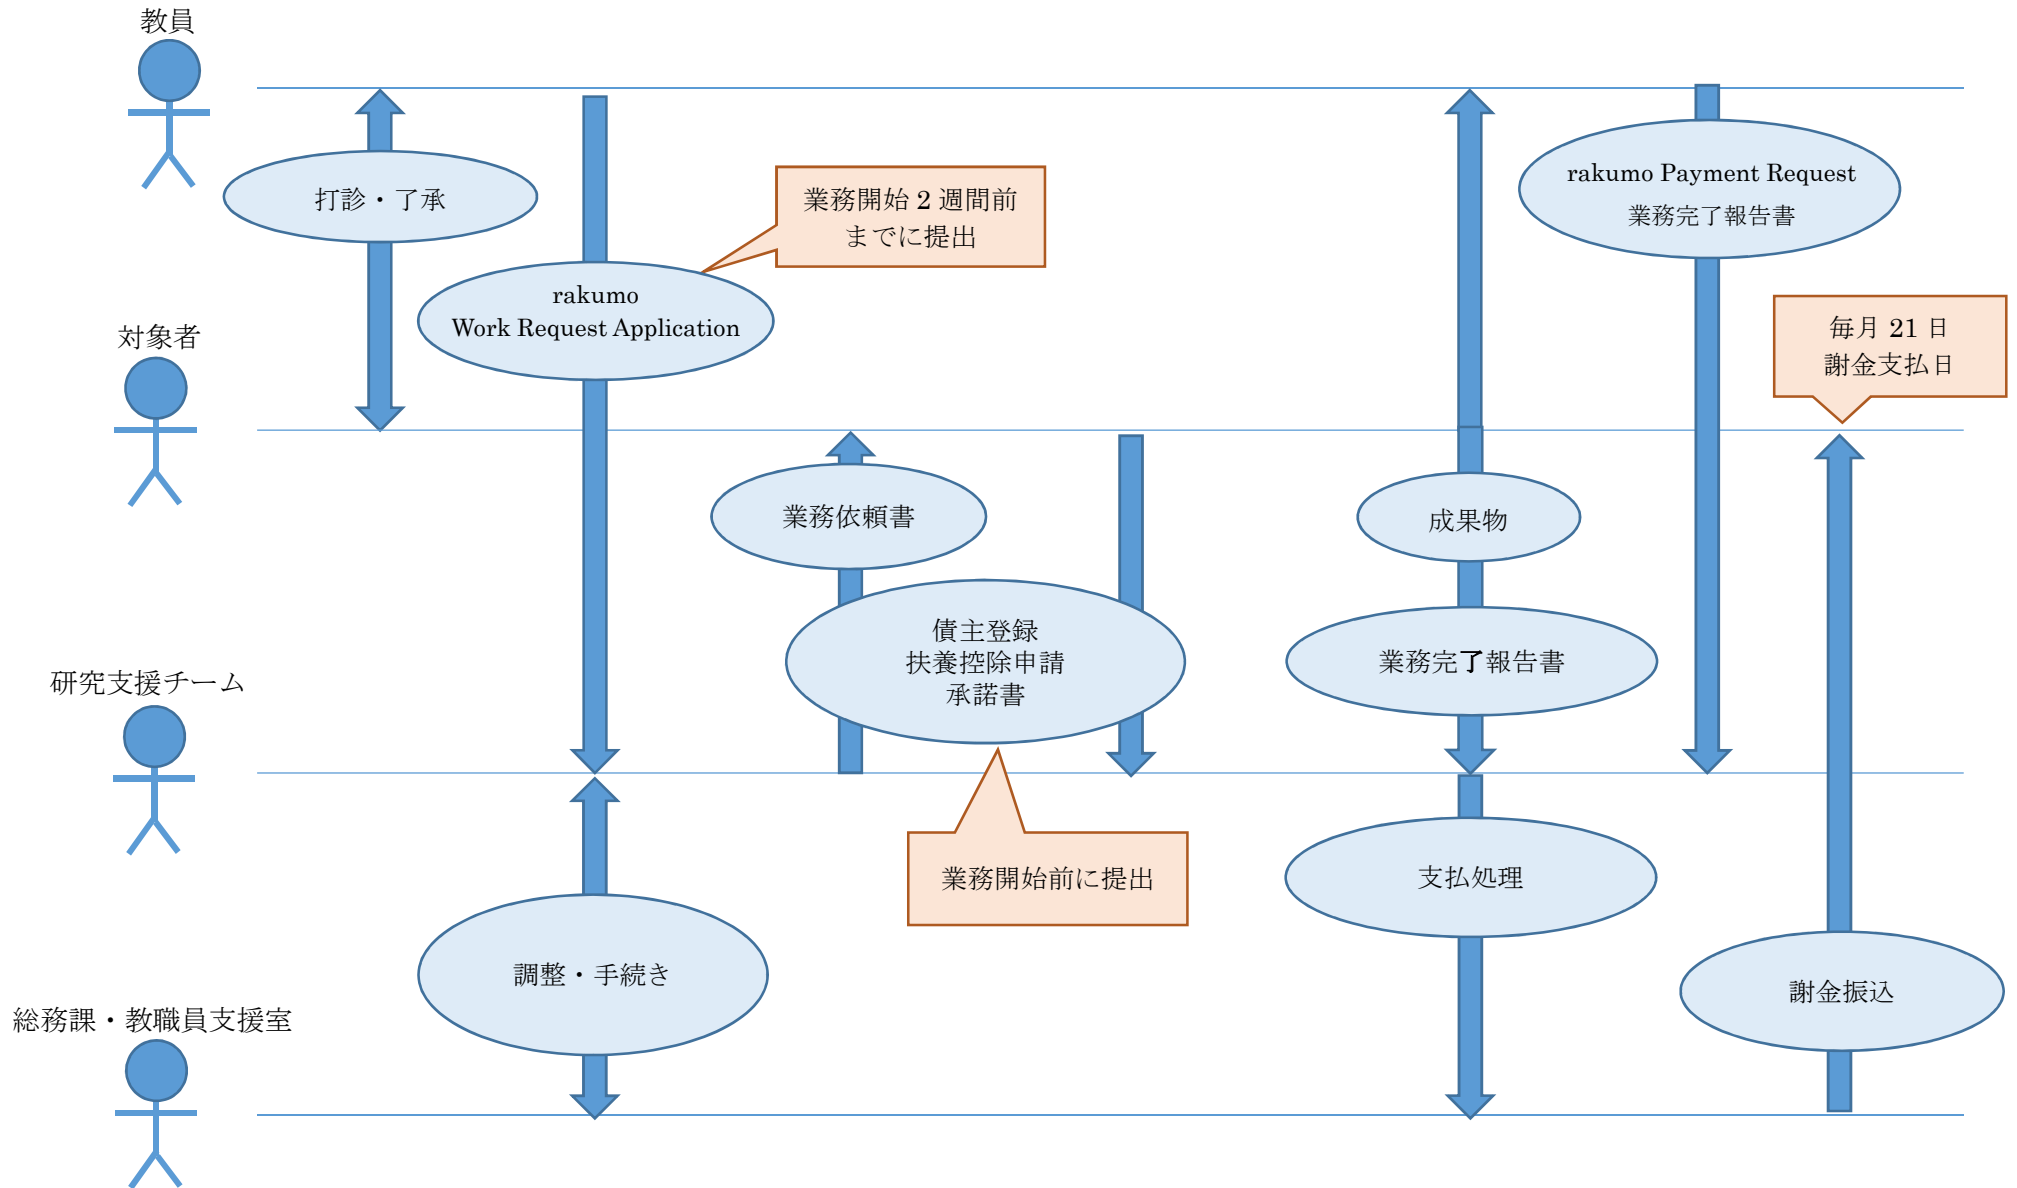 教員
打診・了承
rakumo
Work Request Application
業務開始 2 週間前
までに提出
rakumo Payment Request
業務完了報告書
毎月 21 日
謝金支払日
対象者
業務依頼書
債主登録
扶養控除申請
承諾書
成果物
業務完了報告書
研究支援チーム
業務開始前に提出
支払処理
調整・手続き
謝金振込
総務課・教職員支援室